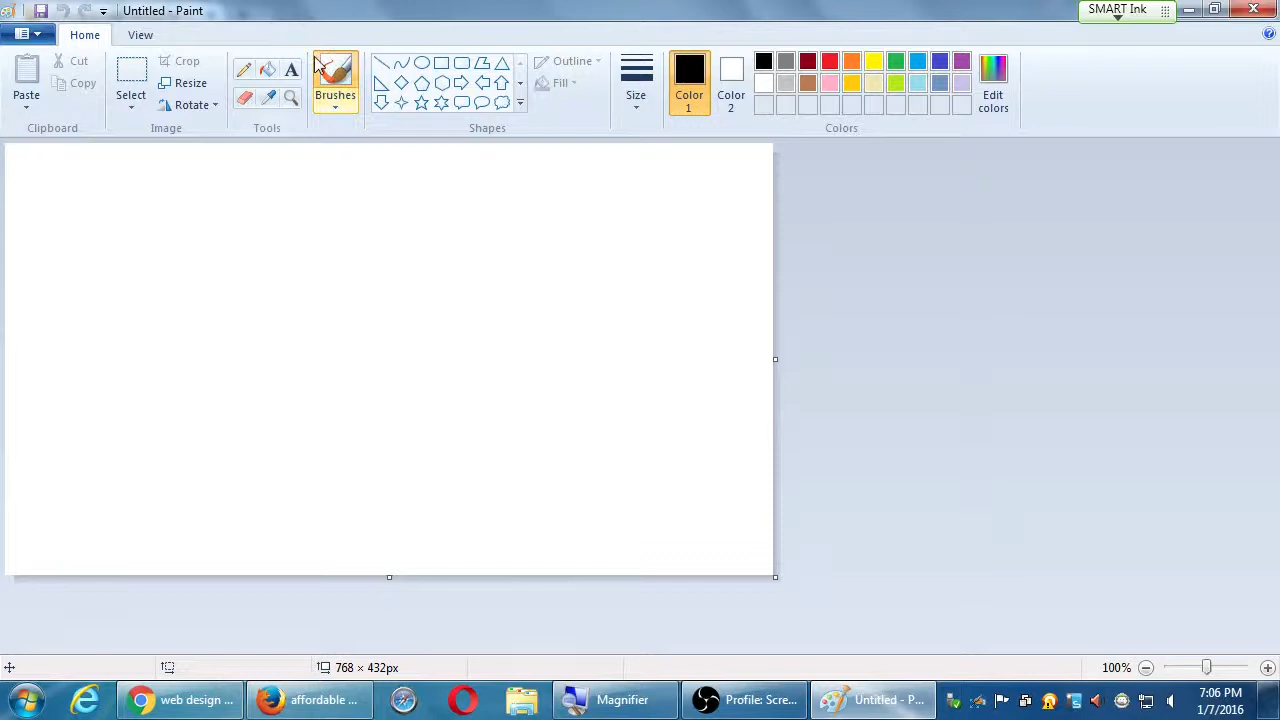 Untitled - Paint
SMART Ink
Home
View
Paste
Cut
Copy
Clipboard
Select
Crop
Resize
Rotate
Image
A
Tools
Brushes
Shapes
Outline
Fill
Size
Color 1
Color 2
Edit colors
Colors
768 × 432px
100%
web design ...
affordable ...
Magnifier
Profile: Scre...
Untitled - P...
7:06 PM
1/7/2016